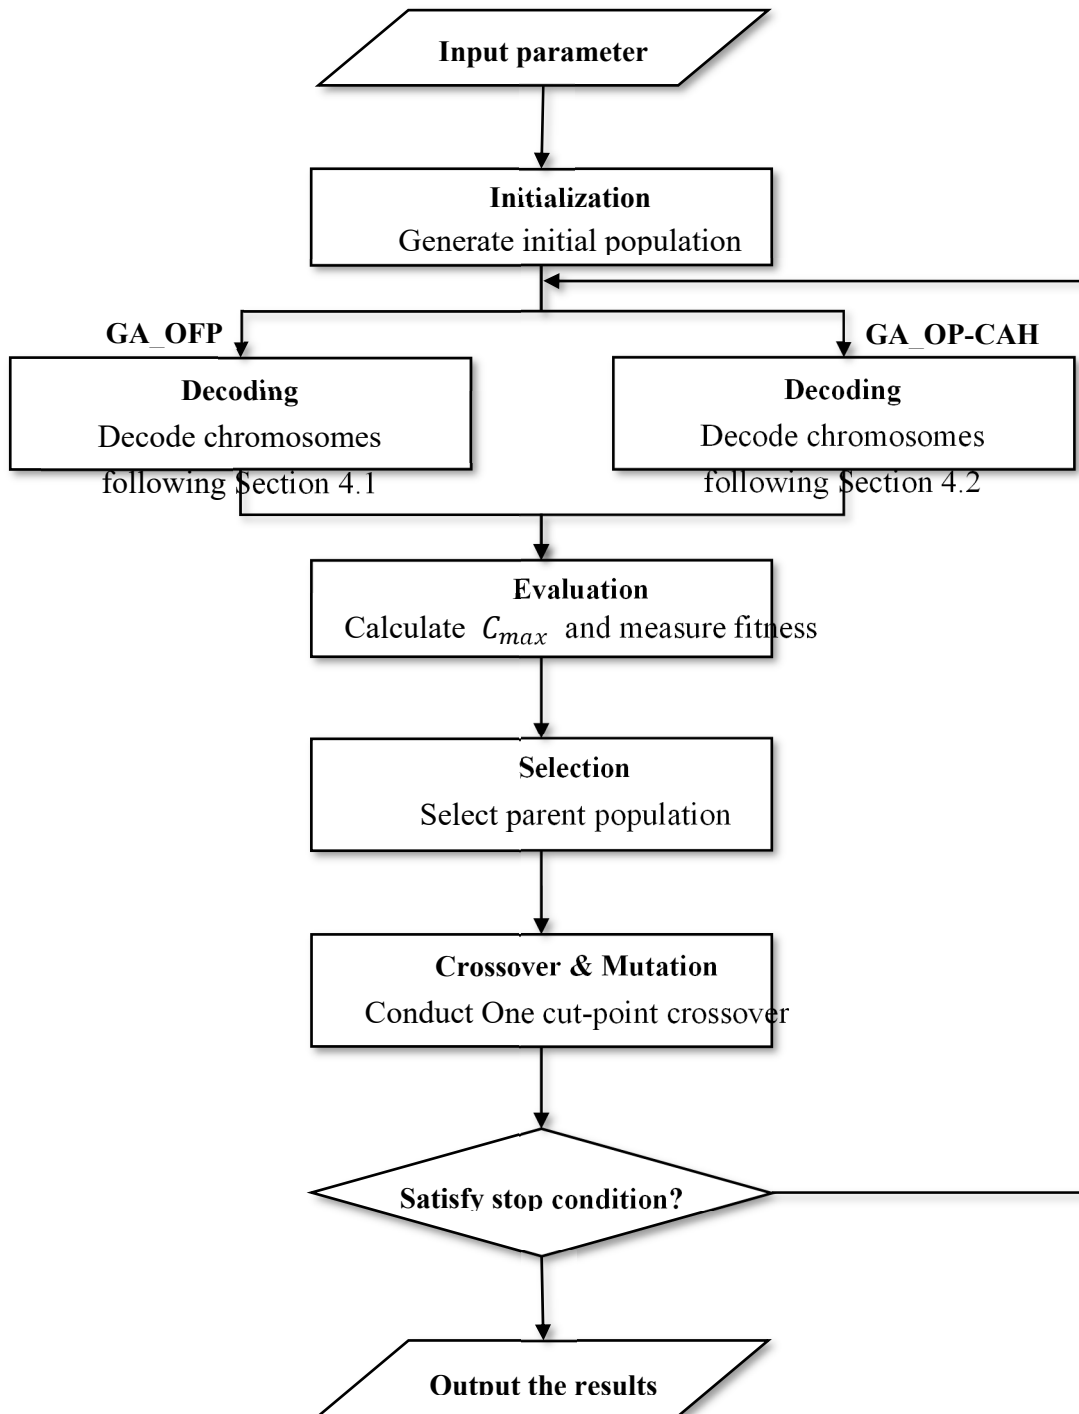 Input parameter
Initialization
Generate initial population
GA_OFP
GA_OP-CAH
Decoding
Decode chromosomes
following Section 4.1
Decoding
Decode chromosomes
following Section 4.2
Evaluation
Calculate C_max and measure fitness
Selection
Select parent population
Crossover & Mutation
Conduct One cut-point crossover
Satisfy stop condition?
Output the results